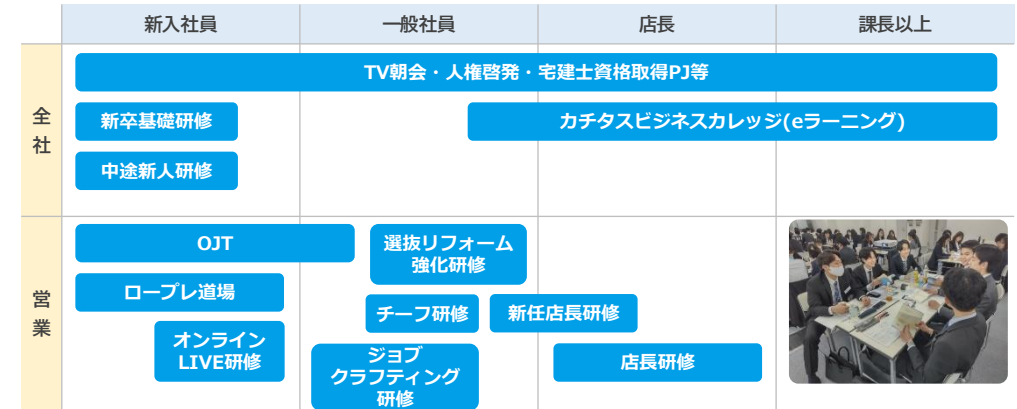 新入社員
一般社員
店長
課長以上
全社
TV朝会・人権啓発・宅建士資格取得PJ等
新卒基礎研修
カチタスビジネスカレッジ(eラーニング)
中途新人研修
営業
OJT
選抜リフォーム
強化研修
ロープレ道場
チーフ研修
新任店長研修
オンライン
LIVE研修
ジョブ
クラフティング
研修
店長研修